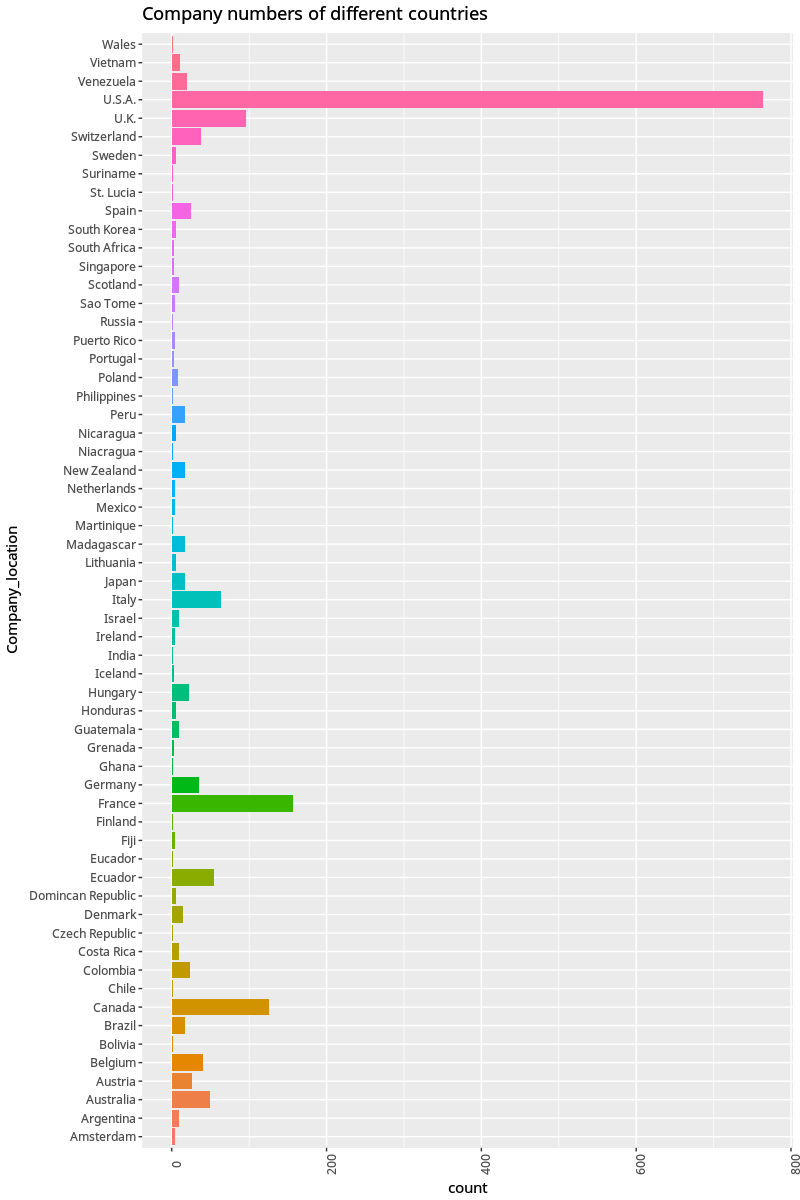 Company numbers of different countries
Wales
Vietnam
Venezuela
U.S.A.
U.K.
Switzerland
Sweden
Suriname
St. Lucia
Spain
South Korea
South Africa
Singapore
Scotland
Sao Tome
Russia
Puerto Rico
Portugal
Poland
Philippines
Peru
Nicaragua
Niacragua
New Zealand
Netherlands
Mexico
Martinique
Madagascar
Lithuania
Japan
Italy
Israel
Ireland
India
Iceland
Hungary
Honduras
Guatemala
Grenada
Ghana
Germany
France
Finland
Fiji
Eucador
Ecuador
Domincan Republic
Denmark
Czech Republic
Costa Rica
Colombia
Chile
Canada
Brazil
Bolivia
Belgium
Austria
Australia
Argentina
Amsterdam
Company_location
0
200
400
600
800
count